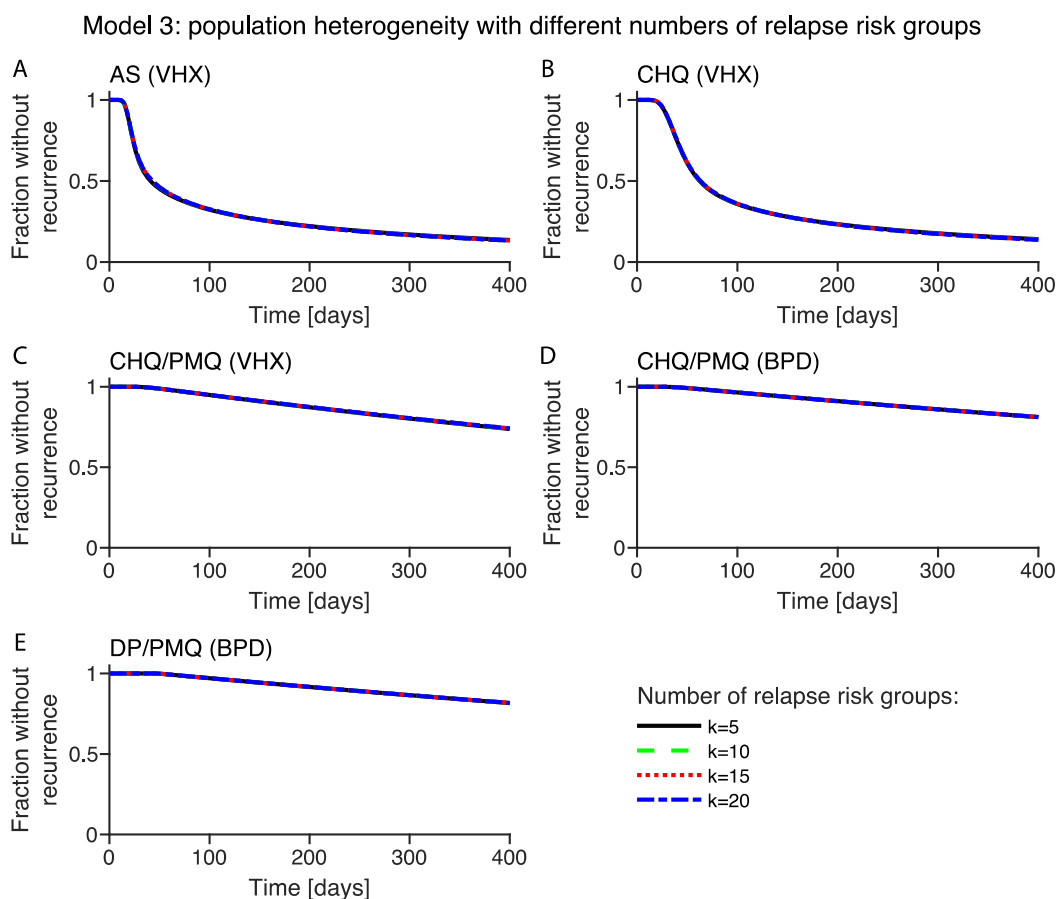 Model 3: population heterogeneity with different numbers of relapse risk groups
A
AS (VHX)
Fraction without
recurrence
1
0.5
0
0 100 200 300 400
Time [days]
B
CHQ (VHX)
Fraction without
recurrence
1
0.5
0
0 100 200 300 400
Time [days]
C
CHQ/PMQ (VHX)
Fraction without
recurrence
1
0.5
0
0 100 200 300 400
Time [days]
D
CHQ/PMQ (BPD)
Fraction without
recurrence
1
0.5
0
0 100 200 300 400
Time [days]
E
DP/PMQ (BPD)
Fraction without
recurrence
1
0.5
0
0 100 200 300 400
Time [days]
Number of relapse risk groups:
k=5
k=10
k=15
k=20